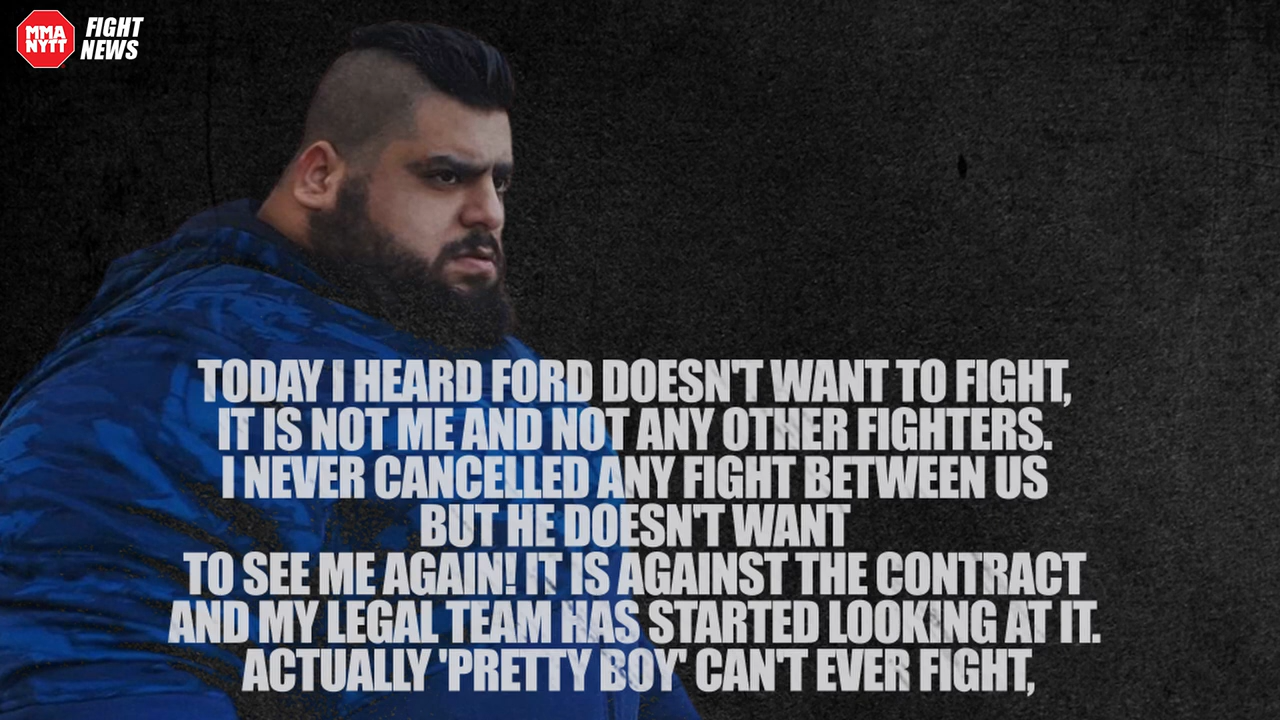 MMA
NYTT
FIGHT
NEWS
TODAY I HEARD FORD DOESN'T WANT TO FIGHT,
IT IS NOT ME AND NOT ANY OTHER FIGHTERS.
I NEVER CANCELLED ANY FIGHT BETWEEN US
BUT HE DOESN'T WANT
TO SEE ME AGAIN! IT IS AGAINST THE CONTRACT
AND MY LEGAL TEAM HAS STARTED LOOKING AT IT.
ACTUALLY 'PRETTY BOY' CAN'T EVER FIGHT,